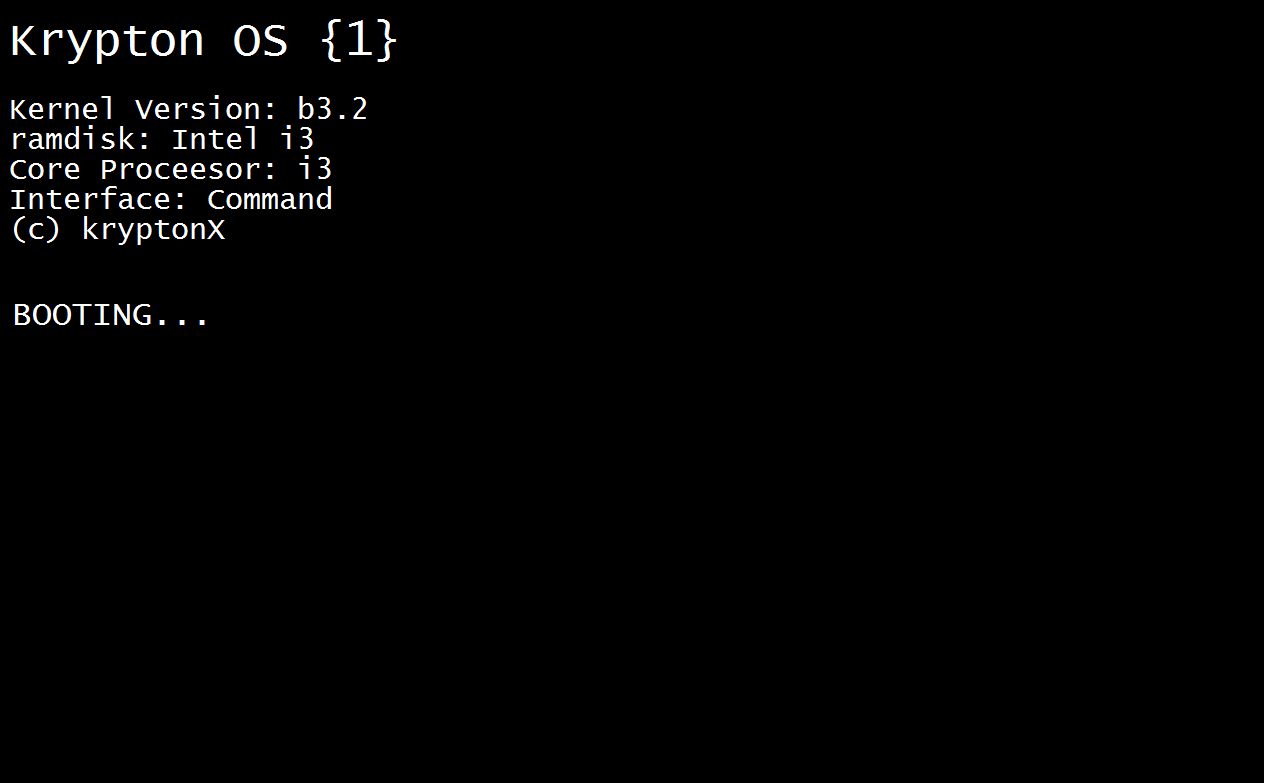 Krypton OS {1}
Kernel Version: b3.2
ramdisk: Intel i3
Core Proceesor: i3
Interface: Command
(c) kryptonX
BOOTING...